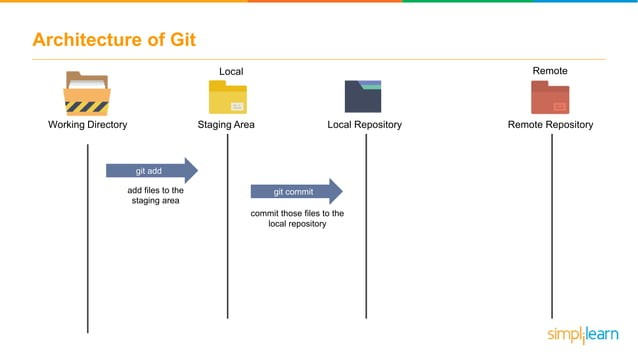 Architecture of Git
Local
Remote
Working Directory
Staging Area
Local Repository
Remote Repository
git add
add files to the
staging area
git commit
commit those files to the
local repository
simplilearn